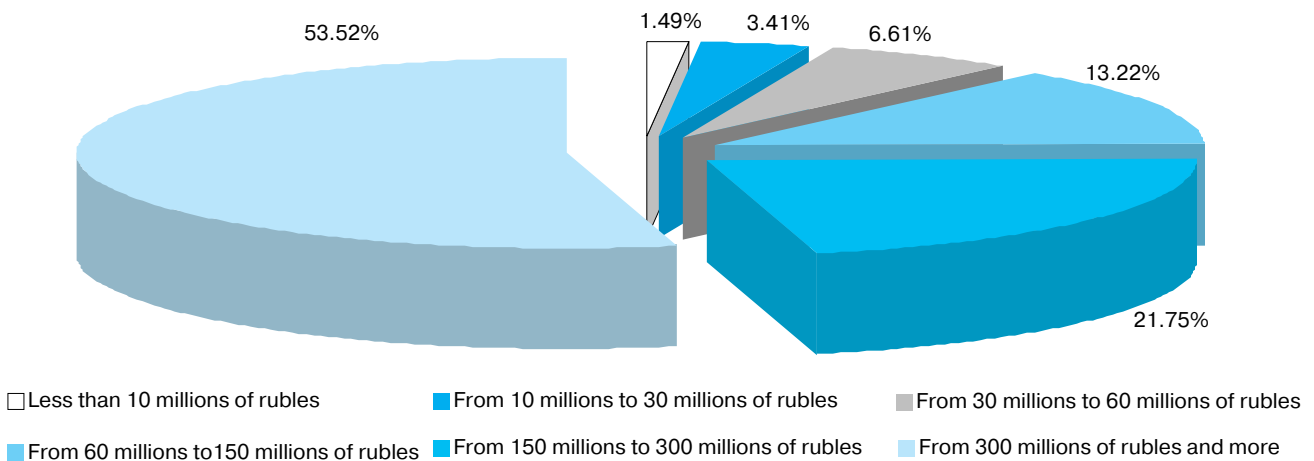 1.49%
3.41%
6.61%
53.52%
13.22%
21.75%
Less than 10 millions of rubles
From 10 millions to 30 millions of rubles
From 30 millions to 60 millions of rubles
From 60 millions to150 millions of rubles
From 150 millions to 300 millions of rubles
From 300 millions of rubles and more